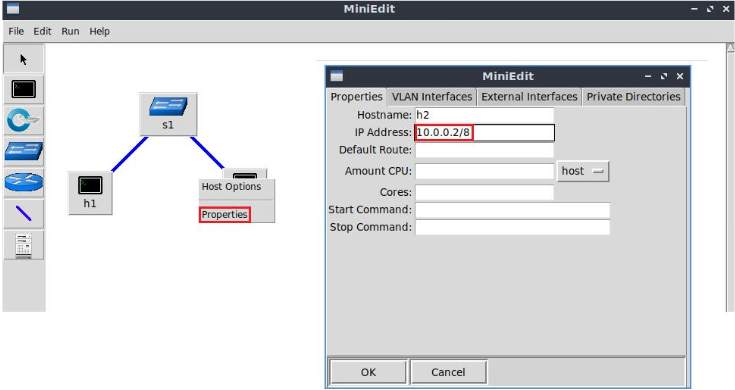 MiniEdit
File Edit Run Help
s1
h1
Host Options
Properties
MiniEdit
Properties VLAN Interfaces External Interfaces Private Directories
Hostname: h2
IP Address: 10.0.0.2/8
Default Route:
Amount CPU: host
Cores:
Start Command:
Stop Command:
OK Cancel